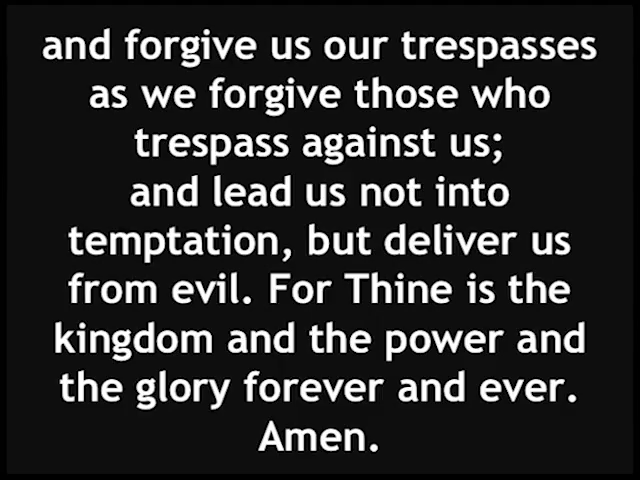 and forgive us our trespasses
as we forgive those who
trespass against us;
and lead us not into
temptation, but deliver us
from evil. For Thine is the
kingdom and the power and
the glory forever and ever.
Amen.